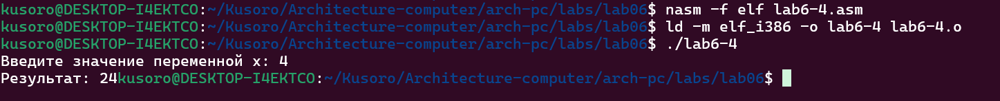 kusoro@DESKTOP-I4EKTCO:~/Kusoro/Architecture-computer/arch-pc/labs/lab06$ nasm -f elf lab6-4.asm
kusoro@DESKTOP-I4EKTCO:~/Kusoro/Architecture-computer/arch-pc/labs/lab06$ ld -m elf_i386 -o lab6-4 lab6-4.o
kusoro@DESKTOP-I4EKTCO:~/Kusoro/Architecture-computer/arch-pc/labs/lab06$ ./lab6-4
Введите значение переменной x: 4
Результат: 24kusoro@DESKTOP-I4EKTCO:~/Kusoro/Architecture-computer/arch-pc/labs/lab06$